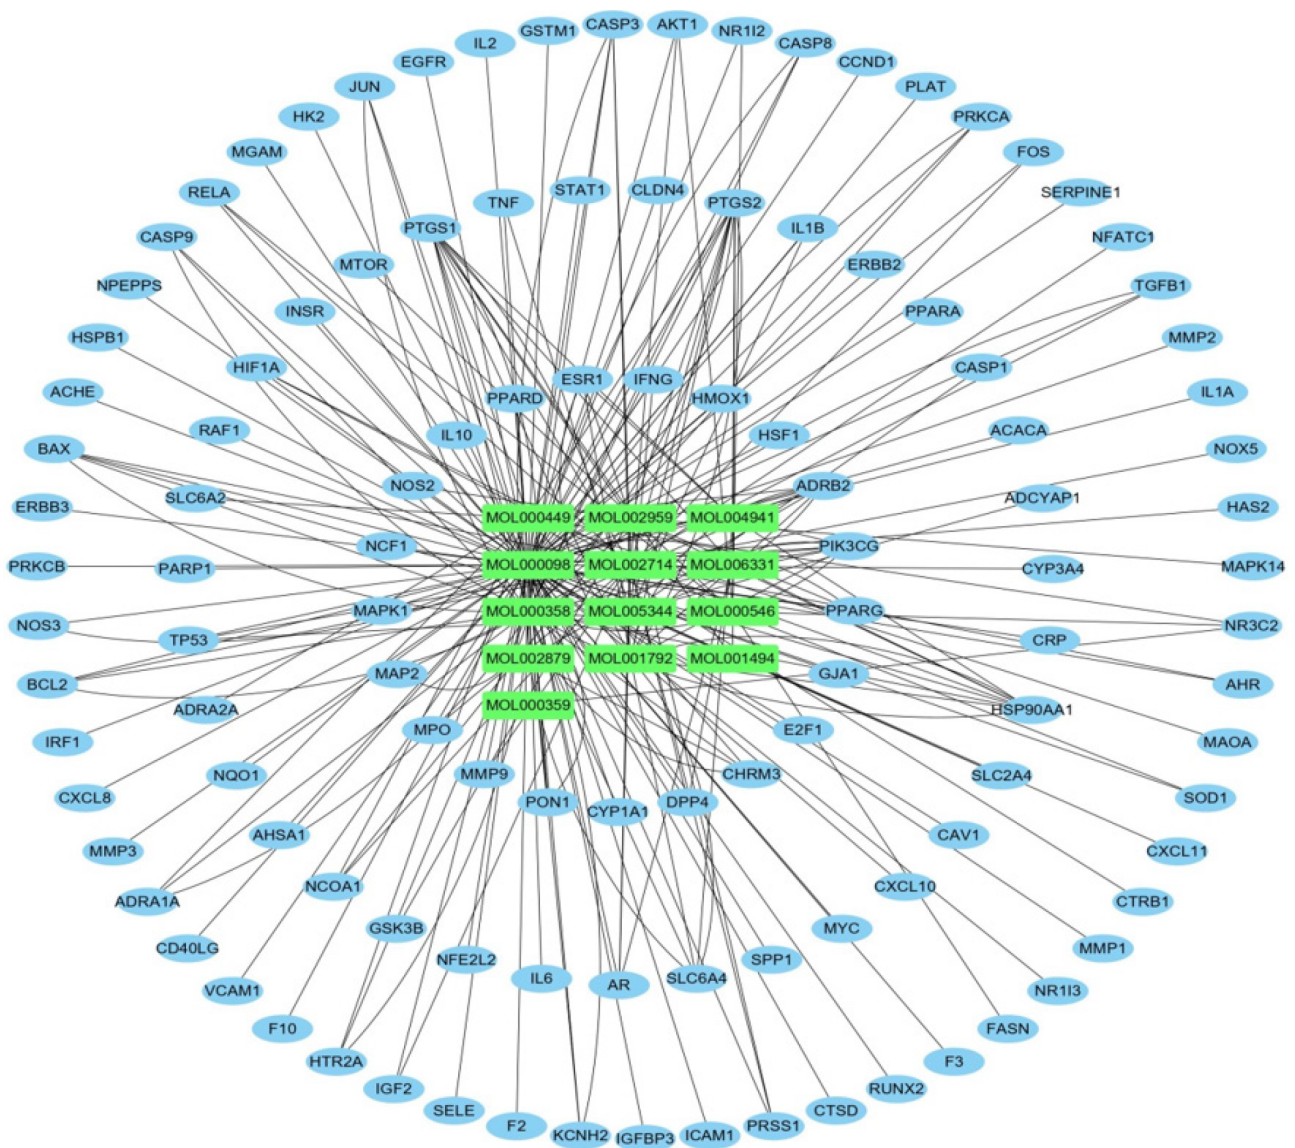 AKT1
CASP3
NR1I2
GSTM1
CASP8
IL2
EGFR
CCND1
JUN
PLAT
HK2
PRKCA
MGAM
FOS
STAT1
CLDN4
RELA
SERPINE1
TNF
PTGS2
PTGS1
IL1B
CASP9
NFATC1
MTOR
ERBB2
NPEPPS
TGFB1
INSR
PPARA
HSPB1
MMP2
HIF1A
CASP1
ESR1
IFNG
ACHE
IL1A
PPARD
HMOX1
RAF1
ACACA
IL10
HSF1
BAX
NOX5
NOS2
ADRB2
SLC6A2
ADCYAP1
ERBB3
HAS2
MOL000449
MOL002959
MOL004941
NCF1
PIK3CG
PRKCB
PARP1
MOL000098
MOL002714
MOL006331
CYP3A4
MAPK14
MAPK1
MOL000358
MOL005344
MOL000546
PPARG
NOS3
TP53
CRP
NR3C2
MOL002879
MOL001792
MOL001494
MAP2
GJA1
BCL2
AHR
ADRA2A
MOL000359
HSP90AA1
MPO
E2F1
IRF1
MAOA
NQO1
MMP9
CHRM3
SLC2A4
CXCL8
SOD1
PON1
CYP1A1
DPP4
AHSA1
CAV1
MMP3
CXCL11
NCOA1
CXCL10
ADRA1A
CTRB1
GSK3B
MYC
CD40LG
MMP1
NFE2L2
SPP1
IL6
AR
SLC6A4
VCAM1
NR1I3
F10
FASN
HTR2A
F3
IGF2
RUNX2
SELE
CTSD
F2
PRSS1
KCNH2
IGFBP3
ICAM1